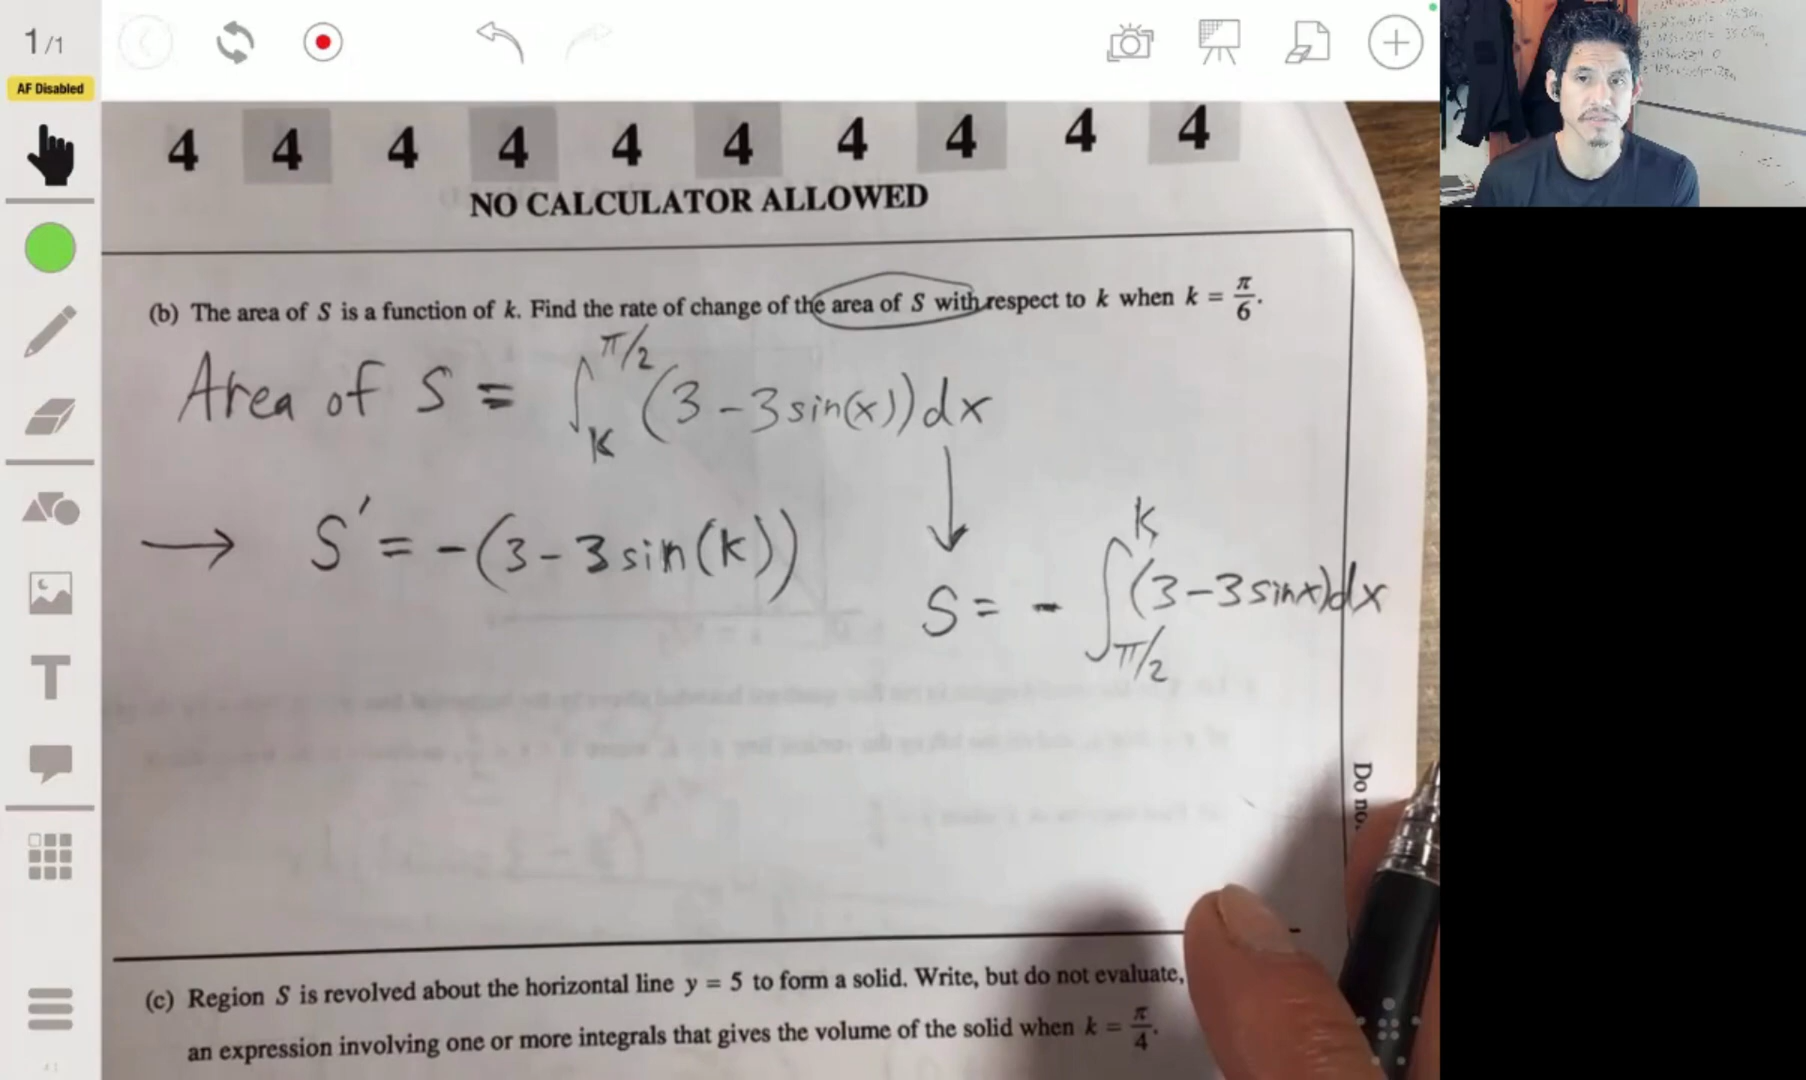 1/1
AF Disabled
4 4 4 4 4 4 4 4 4 4
NO CALCULATOR ALLOWED
(b) The area of S is a function of k. Find the rate of change of the area of S with respect to k when k = π/6.
Area of S = ∫_K^{π/2} (3-3sin(x))dx
→ S' = -(3-3sin(k))
S = - ∫_{π/2}^K (3-3sinx)dx
Do no
(c) Region S is revolved about the horizontal line y = 5 to form a solid. Write, but do not evaluate,
an expression involving one or more integrals that gives the volume of the solid when k = π/4.
T